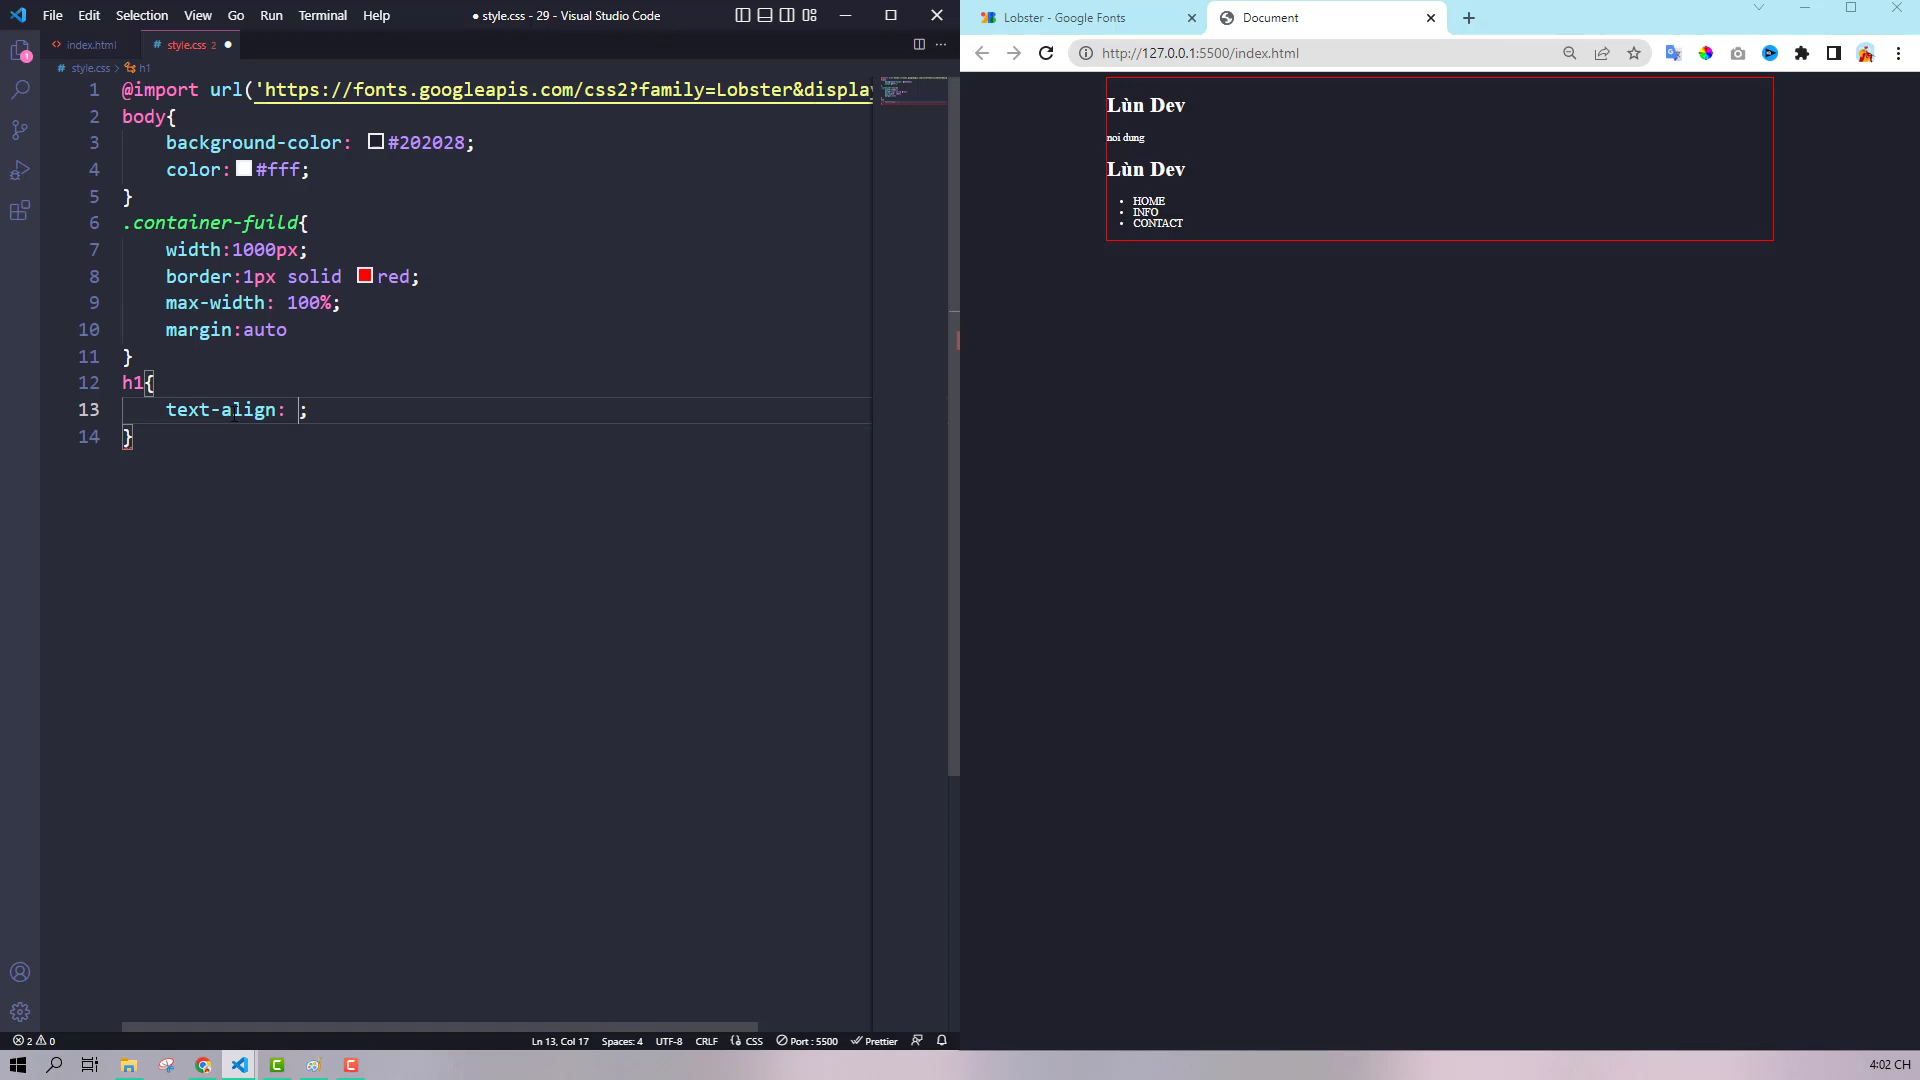 File Edit Selection View Go Run Terminal Help
● style.css - 29 - Visual Studio Code
index.html
# style.css 2 ●
# style.css > h1
1 @import url('https://fonts.googleapis.com/css2?family=Lobster&display
2 body{
3 background-color: #202028;
4 color: #fff;
5 }
6 .container-fuild{
7 width:1000px;
8 border:1px solid red;
9 max-width: 100%;
10 margin:auto
11 }
12 h1{
13 text-align: ;
14 }
1
2 0 Ln 13, Col 17 Spaces: 4 UTF-8 CRLF {} CSS Port : 5500 Prettier
Lobster - Google Fonts
Document
http://127.0.0.1:5500/index.html
Lùn Dev
noi dung
Lùn Dev
• HOME
• INFO
• CONTACT
4:02 CH